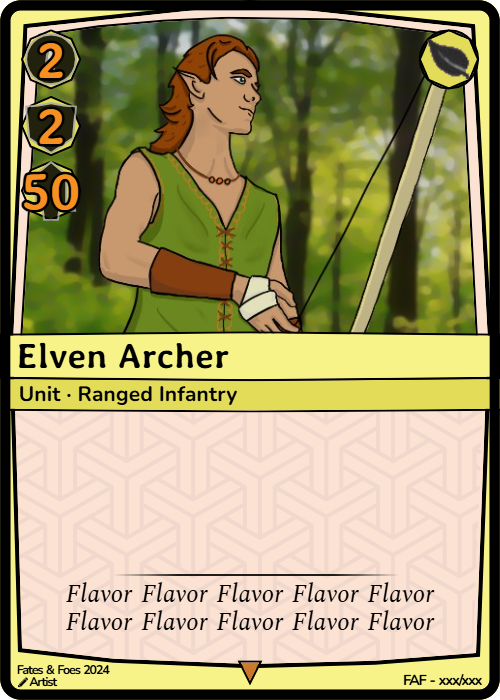 2
2
50
Elven Archer
Unit · Ranged Infantry
Flavor Flavor Flavor Flavor Flavor
Flavor Flavor Flavor Flavor Flavor
Fates & Foes 2024
Artist
FAF - xxx/xxx